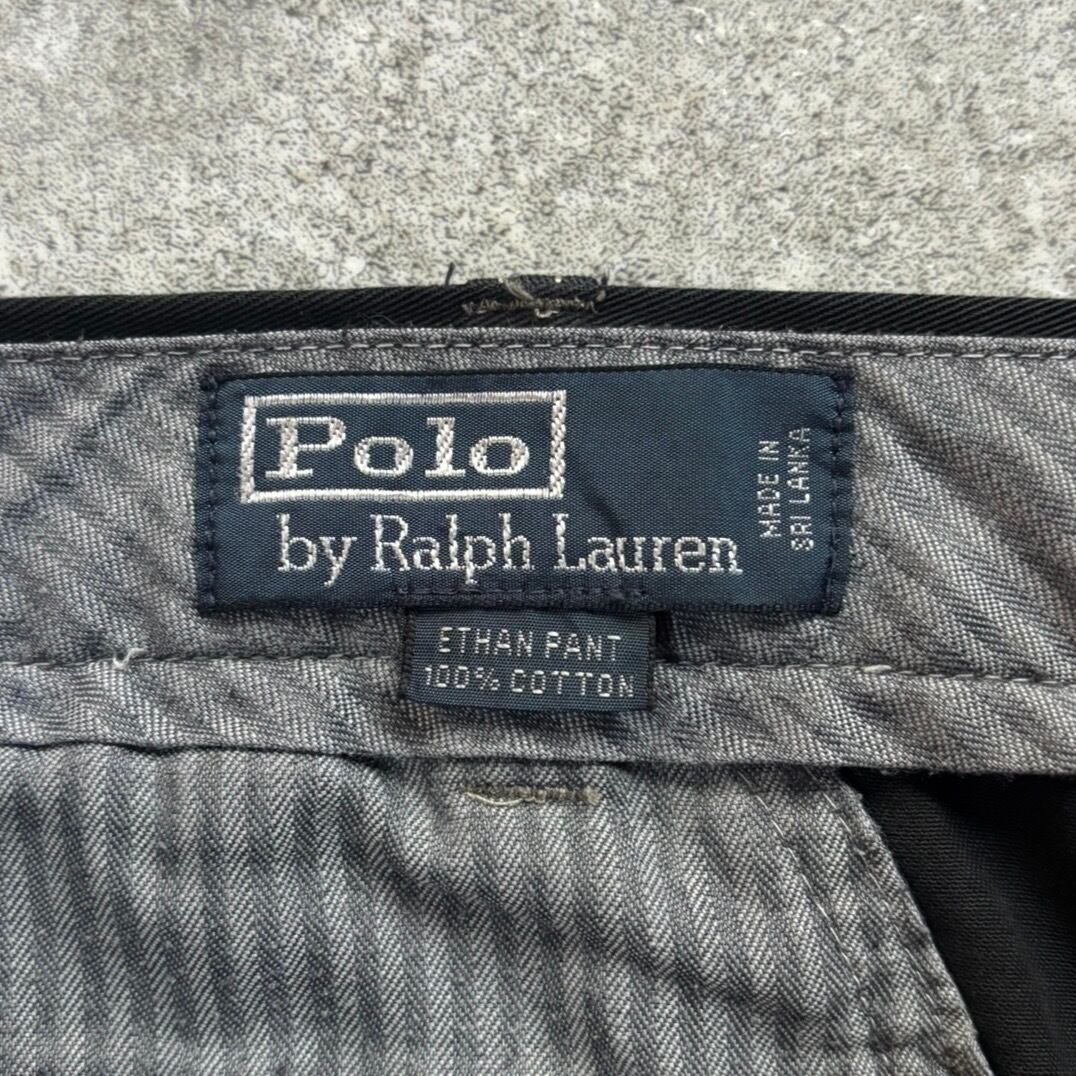 Polo
by Ralph Lauren
MADE IN
SRI LANKA
ETHAN PANT
100% COTTON